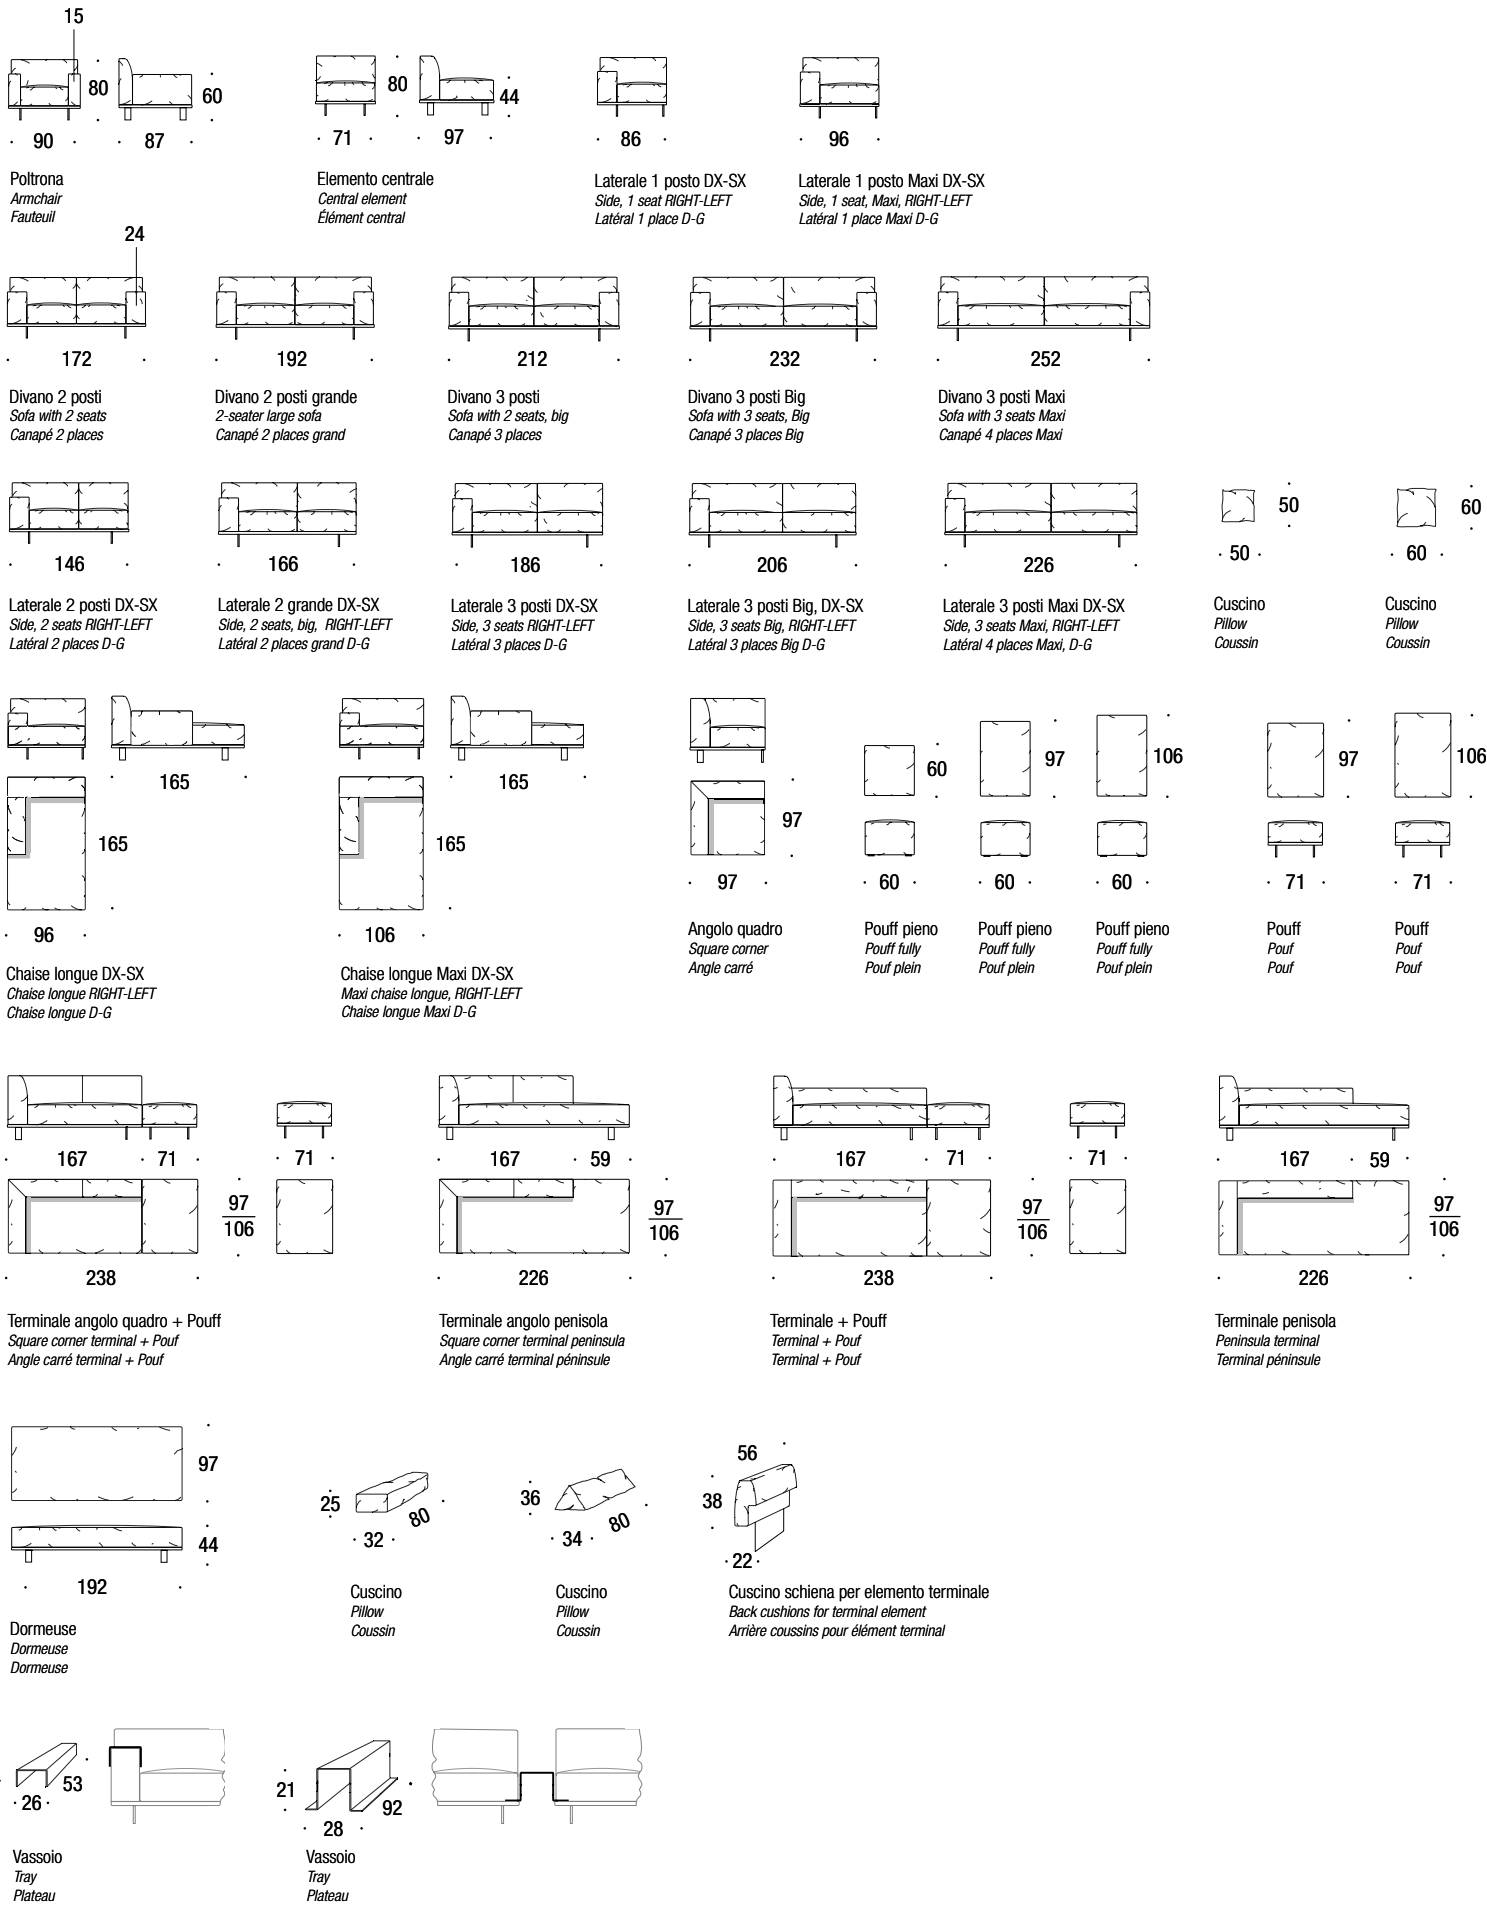 15
80
60
90
87
Poltrona
Armchair
Fauteuil
80
44
71
97
Elemento centrale
Central element
Élément central
86
Laterale 1 posto DX-SX
Side, 1 seat RIGHT-LEFT
Latéral 1 place D-G
96
Laterale 1 posto Maxi DX-SX
Side, 1 seat, Maxi, RIGHT-LEFT
Latéral 1 place Maxi D-G
24
172
Divano 2 posti
Sofa with 2 seats
Canapé 2 places
192
Divano 2 posti grande
2-seater large sofa
Canapé 2 places grand
212
Divano 3 posti
Sofa with 2 seats, big
Canapé 3 places
232
Divano 3 posti Big
Sofa with 3 seats, Big
Canapé 3 places Big
252
Divano 3 posti Maxi
Sofa with 3 seats Maxi
Canapé 4 places Maxi
146
Laterale 2 posti DX-SX
Side, 2 seats RIGHT-LEFT
Latéral 2 places D-G
166
Laterale 2 grande DX-SX
Side, 2 seats, big, RIGHT-LEFT
Latéral 2 places grand D-G
186
Laterale 3 posti DX-SX
Side, 3 seats RIGHT-LEFT
Latéral 3 places D-G
206
Laterale 3 posti Big, DX-SX
Side, 3 seats Big, RIGHT-LEFT
Latéral 3 places Big D-G
226
Laterale 3 posti Maxi DX-SX
Side, 3 seats Maxi, RIGHT-LEFT
Latéral 4 places Maxi, D-G
50
50
Cuscino
Pillow
Coussin
60
60
Cuscino
Pillow
Coussin
165
165
96
Chaise longue DX-SX
Chaise longue RIGHT-LEFT
Chaise longue D-G
165
165
106
Chaise longue Maxi DX-SX
Maxi chaise longue, RIGHT-LEFT
Chaise longue Maxi D-G
97
97
Angolo quadro
Square corner
Angle carré
60
60
Pouff pieno
Pouff fully
Pouf plein
97
60
Pouff pieno
Pouff fully
Pouf plein
106
60
Pouff pieno
Pouff fully
Pouf plein
97
71
Pouff
Pouf
Pouf
106
71
Pouff
Pouf
Pouf
167
71
71
97
106
238
Terminale angolo quadro + Pouff
Square corner terminal + Pouf
Angle carré terminal + Pouf
167
59
97
106
226
Terminale angolo penisola
Square corner terminal peninsula
Angle carré terminal péninsule
167
71
71
97
106
238
Terminale + Pouff
Terminal + Pouf
Terminal + Pouf
167
59
97
106
226
Terminale penisola
Peninsula terminal
Terminal péninsule
97
44
192
Dormeuse
Dormeuse
Dormeuse
25
32
80
Cuscino
Pillow
Coussin
36
34
80
Cuscino
Pillow
Coussin
56
38
22
Cuscino schiena per elemento terminale
Back cushions for terminal element
Arrière coussins pour élément terminal
53
26
Vassoio
Tray
Plateau
21
92
28
Vassoio
Tray
Plateau